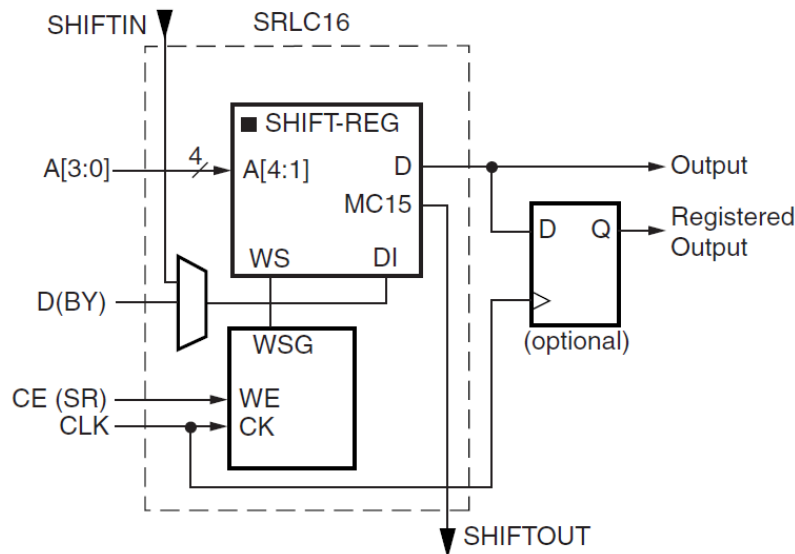 SHIFTIN
SRLC16
SHIFT-REG
A[3:0]
4
A[4:1]
D
Output
MC15
D
Q
Registered
Output
WS
DI
D(BY)
(optional)
WSG
CE (SR)
WE
CLK
CK
SHIFTOUT